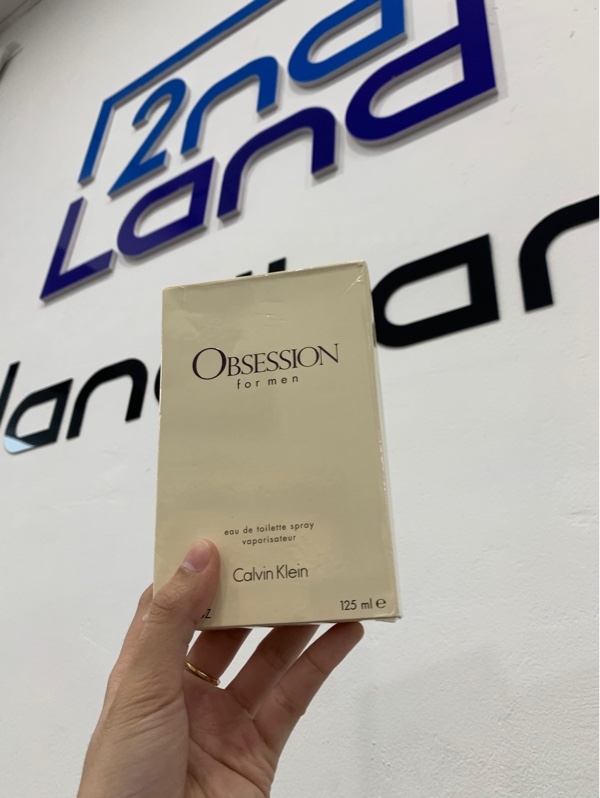 2nd
Land
OBSESSION
for men
eau de toilette spray
vaporisateur
Calvin Klein
125 ml e